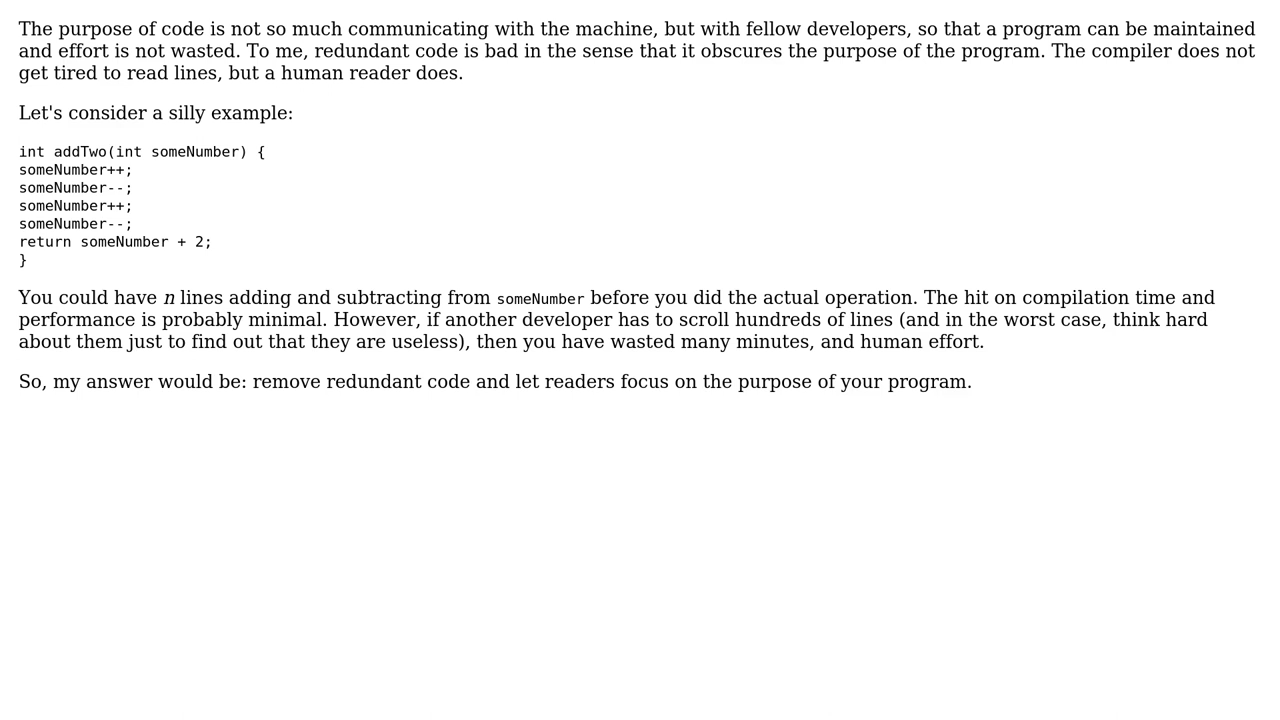 The purpose of code is not so much communicating with the machine, but with fellow developers, so that a program can be maintained
and effort is not wasted. To me, redundant code is bad in the sense that it obscures the purpose of the program. The compiler does not
get tired to read lines, but a human reader does.
Let's consider a silly example:
int addTwo(int someNumber) {
someNumber++;
someNumber--;
someNumber++;
someNumber--;
return someNumber + 2;
}
You could have n lines adding and subtracting from someNumber before you did the actual operation. The hit on compilation time and
performance is probably minimal. However, if another developer has to scroll hundreds of lines (and in the worst case, think hard
about them just to find out that they are useless), then you have wasted many minutes, and human effort.
So, my answer would be: remove redundant code and let readers focus on the purpose of your program.